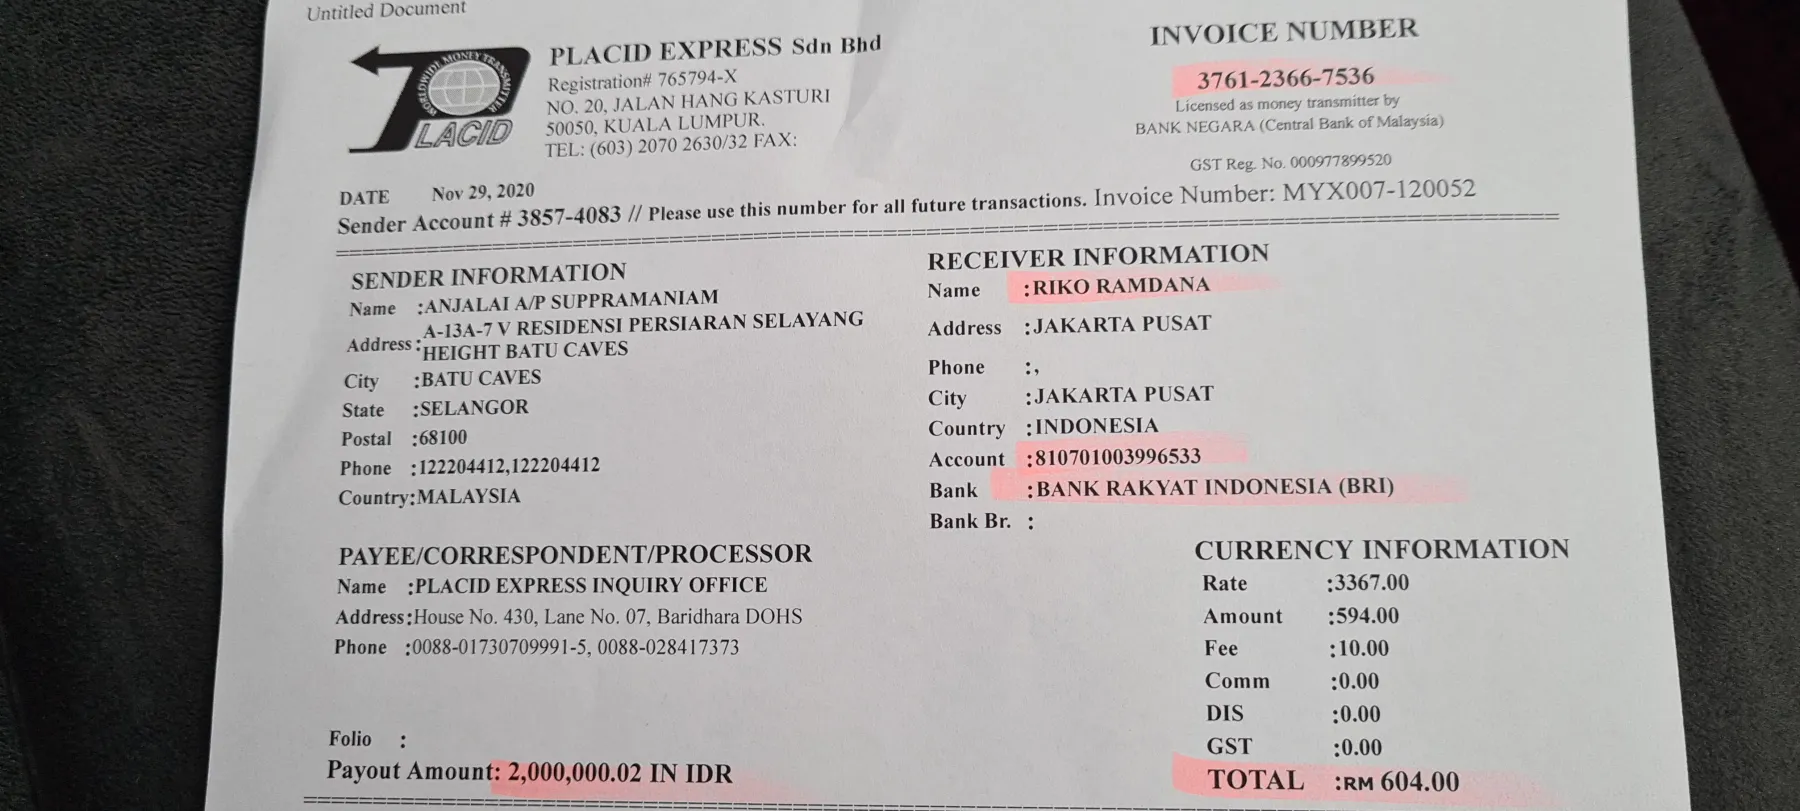 Untitled Document
WORLDWIDE MONEY TRANSMITTER
PLACID
PLACID EXPRESS Sdn Bhd
Registration# 765794-X
NO. 20, JALAN HANG KASTURI
50050, KUALA LUMPUR.
TEL: (603) 2070 2630/32 FAX:
INVOICE NUMBER
3761-2366-7536
Licensed as money transmitter by
BANK NEGARA (Central Bank of Malaysia)
GST Reg. No. 000977899520
DATE Nov 29, 2020
Sender Account # 3857-4083 // Please use this number for all future transactions. Invoice Number: MYX007-120052
SENDER INFORMATION
Name :ANJALAI A/P SUPPRAMANIAM
Address: A-13A-7 V RESIDENSI PERSIARAN SELAYANG
HEIGHT BATU CAVES
City :BATU CAVES
State :SELANGOR
Postal :68100
Phone :122204412,122204412
Country:MALAYSIA
RECEIVER INFORMATION
Name :RIKO RAMDANA
Address :JAKARTA PUSAT
Phone :,
City :JAKARTA PUSAT
Country :INDONESIA
Account :810701003996533
Bank :BANK RAKYAT INDONESIA (BRI)
Bank Br. :
PAYEE/CORRESPONDENT/PROCESSOR
Name :PLACID EXPRESS INQUIRY OFFICE
Address:House No. 430, Lane No. 07, Baridhara DOHS
Phone :0088-01730709991-5, 0088-028417373
Folio :
Payout Amount: 2,000,000.02 IN IDR
CURRENCY INFORMATION
Rate :3367.00
Amount :594.00
Fee :10.00
Comm :0.00
DIS :0.00
GST :0.00
TOTAL :RM 604.00